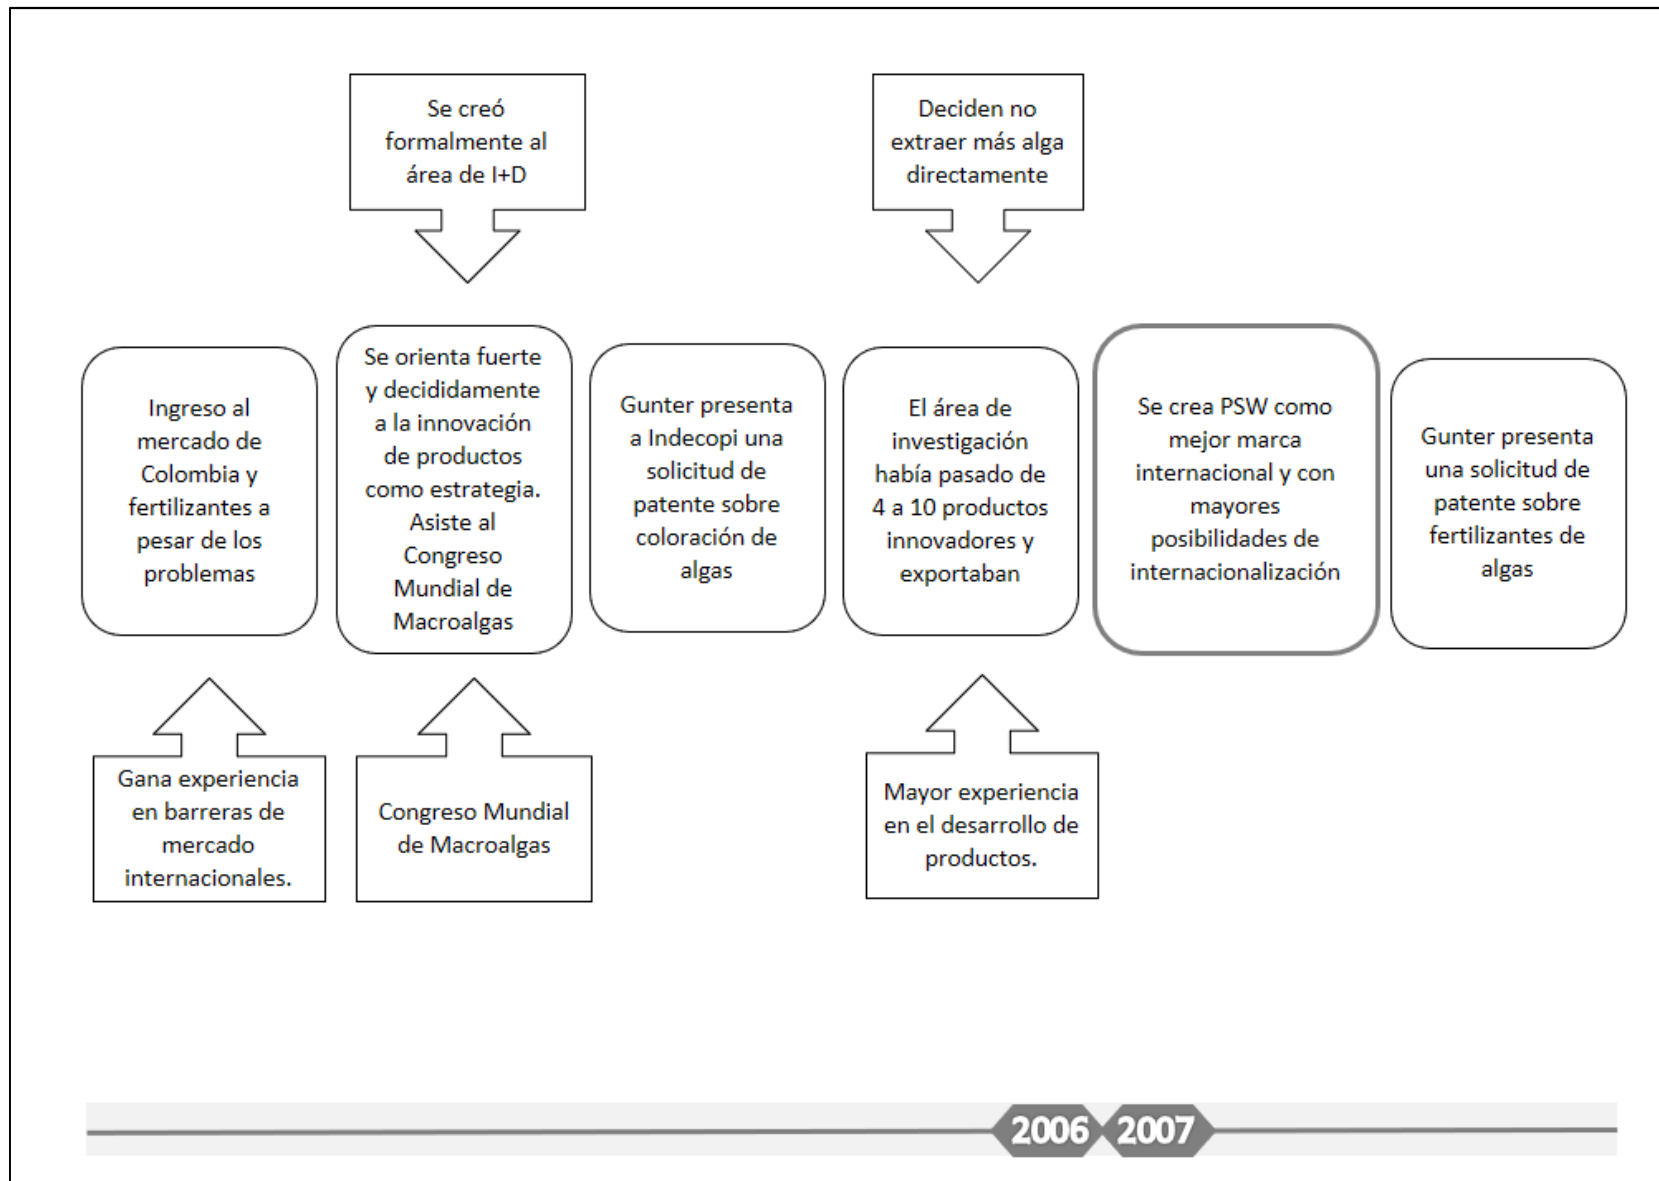 Se creó
formalmente al
área de I+D
Deciden no
extraer más alga
directamente
Ingreso al
mercado de
Colombia y
fertilizantes a
pesar de los
problemas
Se orienta fuerte
y decididamente
a la innovación
de productos
como estrategia.
Asiste al
Congreso
Mundial de
Macroalgas
Gunter presenta
a Indecopi una
solicitud de
patente sobre
coloración de
algas
El área de
investigación
había pasado de
4 a 10 productos
innovadores y
exportaban
Se crea PSW como
mejor marca
internacional y con
mayores
posibilidades de
internacionalización
Gunter presenta
una solicitud de
patente sobre
fertilizantes de
algas
Gana experiencia
en barreras de
mercado
internacionales.
Congreso Mundial
de Macroalgas
Mayor experiencia
en el desarrollo de
productos.
2006 2007